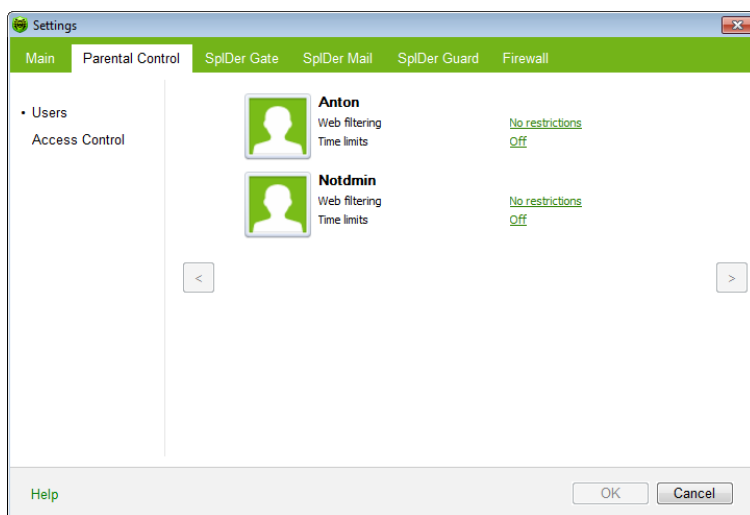 Settings
Main Parental Control SpIDer Gate SpIDer Mail SpIDer Guard Firewall
Users
Access Control
Anton
Web filtering No restrictions
Time limits Off
Notdmin
Web filtering No restrictions
Time limits Off
< >
Help OK Cancel